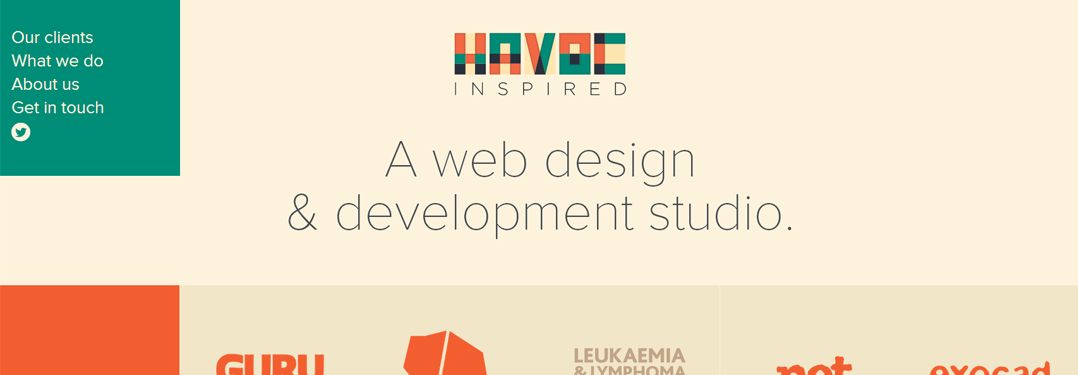 Our clients
What we do
About us
Get in touch
HAVOC
INSPIRED
A web design
& development studio.
GURU
LEUKAEMIA
& LYMPHOMA
not
exocad